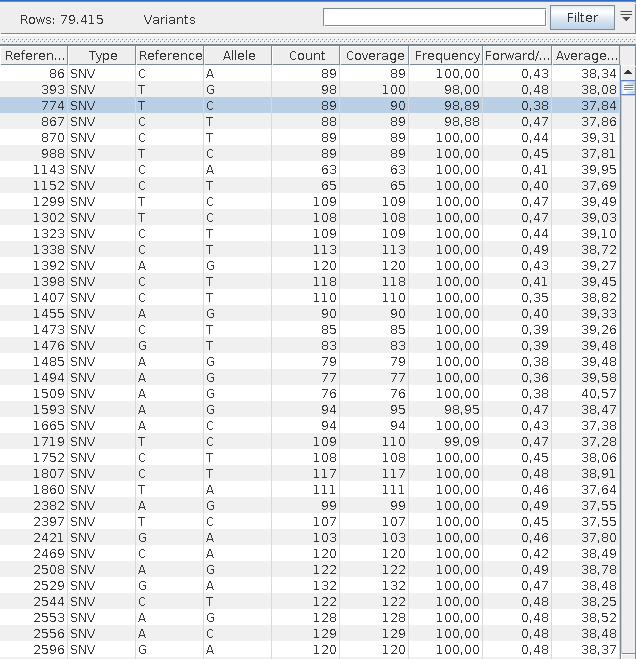 Rows: 79.415 Variants Filter
Referen... Type Reference Allele Count Coverage Frequency Forward/... Average...
86 SNV C A 89 89 100,00 0,43 38,34
393 SNV T G 98 100 98,00 0,48 38,08
774 SNV T C 89 90 98,89 0,38 37,84
867 SNV C T 88 89 98,88 0,47 37,86
870 SNV C T 89 89 100,00 0,44 39,31
988 SNV T C 89 89 100,00 0,45 37,81
1143 SNV C A 63 63 100,00 0,41 39,95
1152 SNV C T 65 65 100,00 0,40 37,69
1299 SNV T C 109 109 100,00 0,47 39,49
1302 SNV T C 108 108 100,00 0,47 39,03
1323 SNV C T 109 109 100,00 0,44 39,10
1338 SNV C T 113 113 100,00 0,49 38,72
1392 SNV A G 120 120 100,00 0,43 39,27
1398 SNV C T 118 118 100,00 0,41 39,45
1407 SNV C T 110 110 100,00 0,35 38,82
1455 SNV A G 90 90 100,00 0,40 39,33
1473 SNV C T 85 85 100,00 0,39 39,26
1476 SNV G T 83 83 100,00 0,39 39,48
1485 SNV A G 79 79 100,00 0,38 39,48
1494 SNV A G 77 77 100,00 0,36 39,58
1509 SNV A G 76 76 100,00 0,38 40,57
1593 SNV A G 94 95 98,95 0,47 38,47
1665 SNV A C 94 94 100,00 0,43 37,38
1719 SNV T C 109 110 99,09 0,47 37,28
1752 SNV C T 108 108 100,00 0,45 38,06
1807 SNV C T 117 117 100,00 0,48 38,91
1860 SNV T A 111 111 100,00 0,46 37,64
2382 SNV A G 99 99 100,00 0,49 37,55
2397 SNV T C 107 107 100,00 0,45 37,55
2421 SNV G A 103 103 100,00 0,46 37,80
2469 SNV C A 120 120 100,00 0,42 38,49
2508 SNV A G 122 122 100,00 0,49 38,78
2529 SNV G A 132 132 100,00 0,47 38,48
2544 SNV C T 122 122 100,00 0,48 38,25
2553 SNV A G 128 128 100,00 0,48 38,52
2556 SNV A C 129 129 100,00 0,48 38,48
2596 SNV G A 120 120 100,00 0,48 38,37